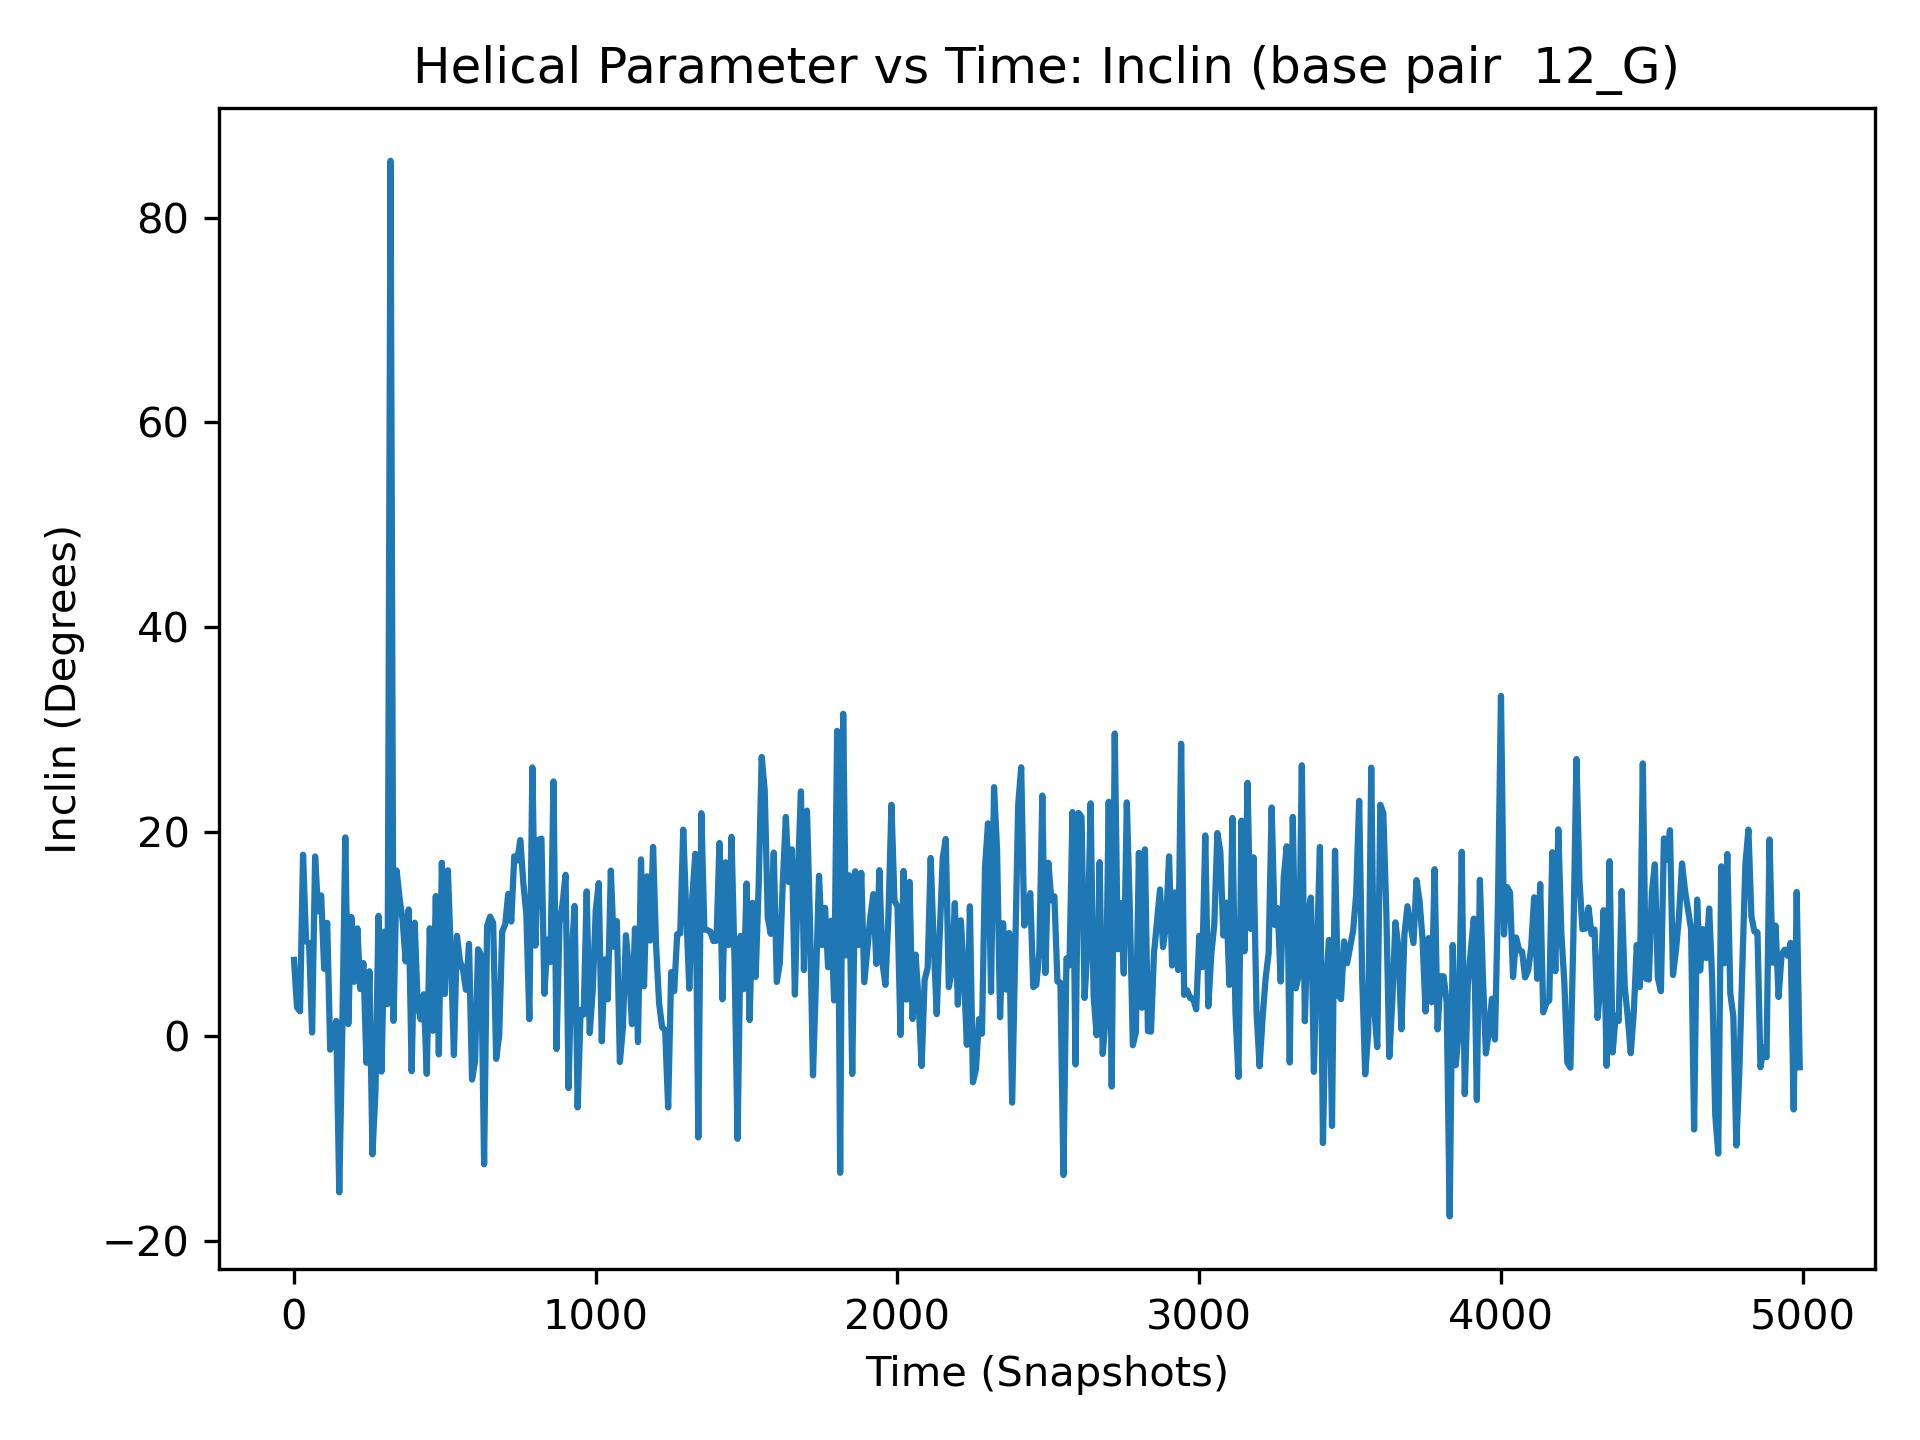 Helical Parameter vs Time: Inclin (base pair  12_G)
80
60
40
20
0
−20
Inclin (Degrees)
0 1000 2000 3000 4000 5000
Time (Snapshots)